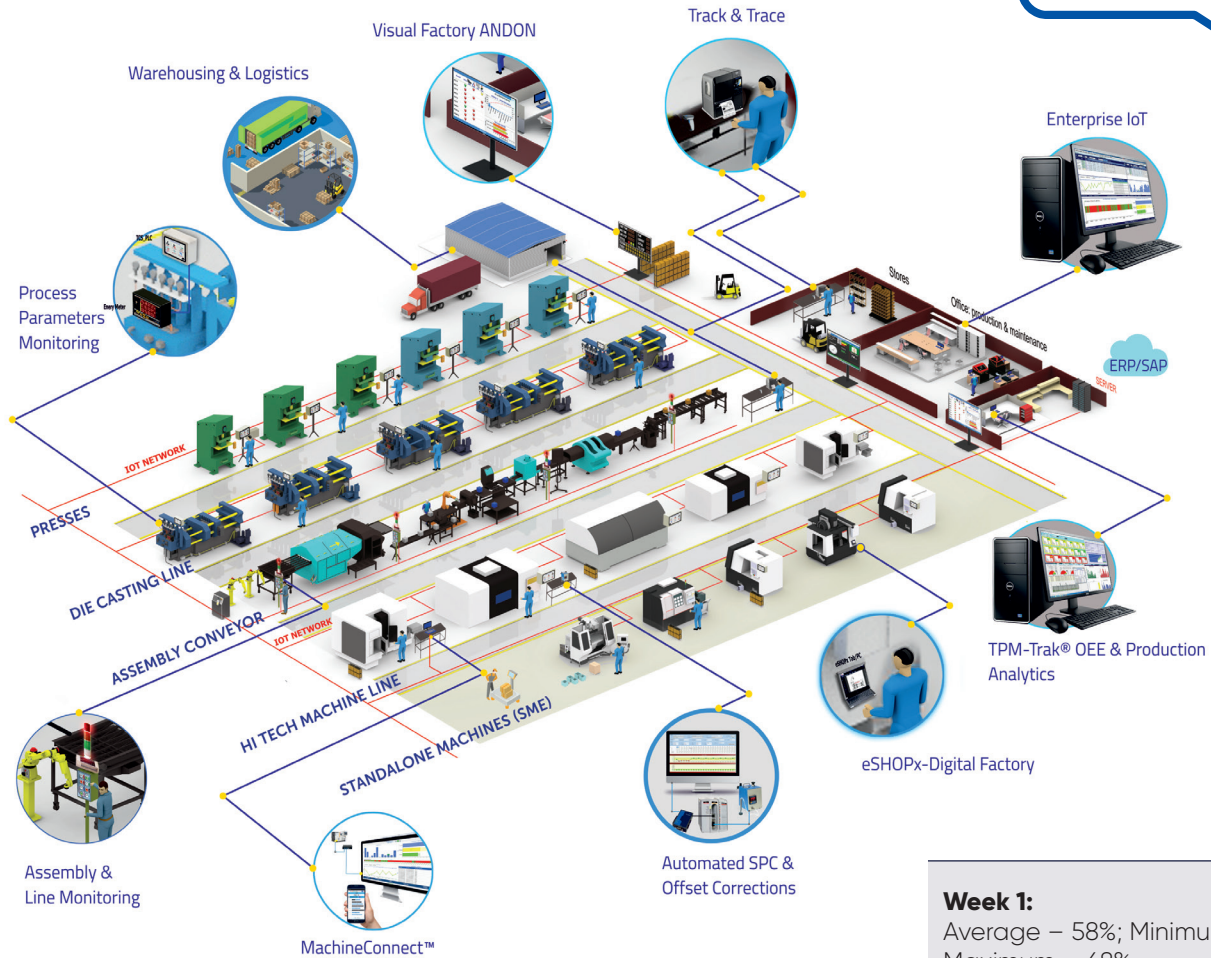 Track & Trace
Visual Factory ANDON
Warehousing & Logistics
Enterprise IoT
Process
Parameters
Monitoring
Stores
Office: production & maintenance
ERP/SAP
SERVER
IOT NETWORK
PRESSES
DIE CASTING LINE
ASSEMBLY CONVEYOR
IOT NETWORK
HI TECH MACHINE LINE
STANDALONE MACHINES (SME)
TPM-Trak® OEE & Production
Analytics
eSHOPx Tab/PC
eSHOPx-Digital Factory
Automated SPC &
Offset Corrections
Assembly &
Line Monitoring
MachineConnect™
Week 1:
Average – 58%; Minimu